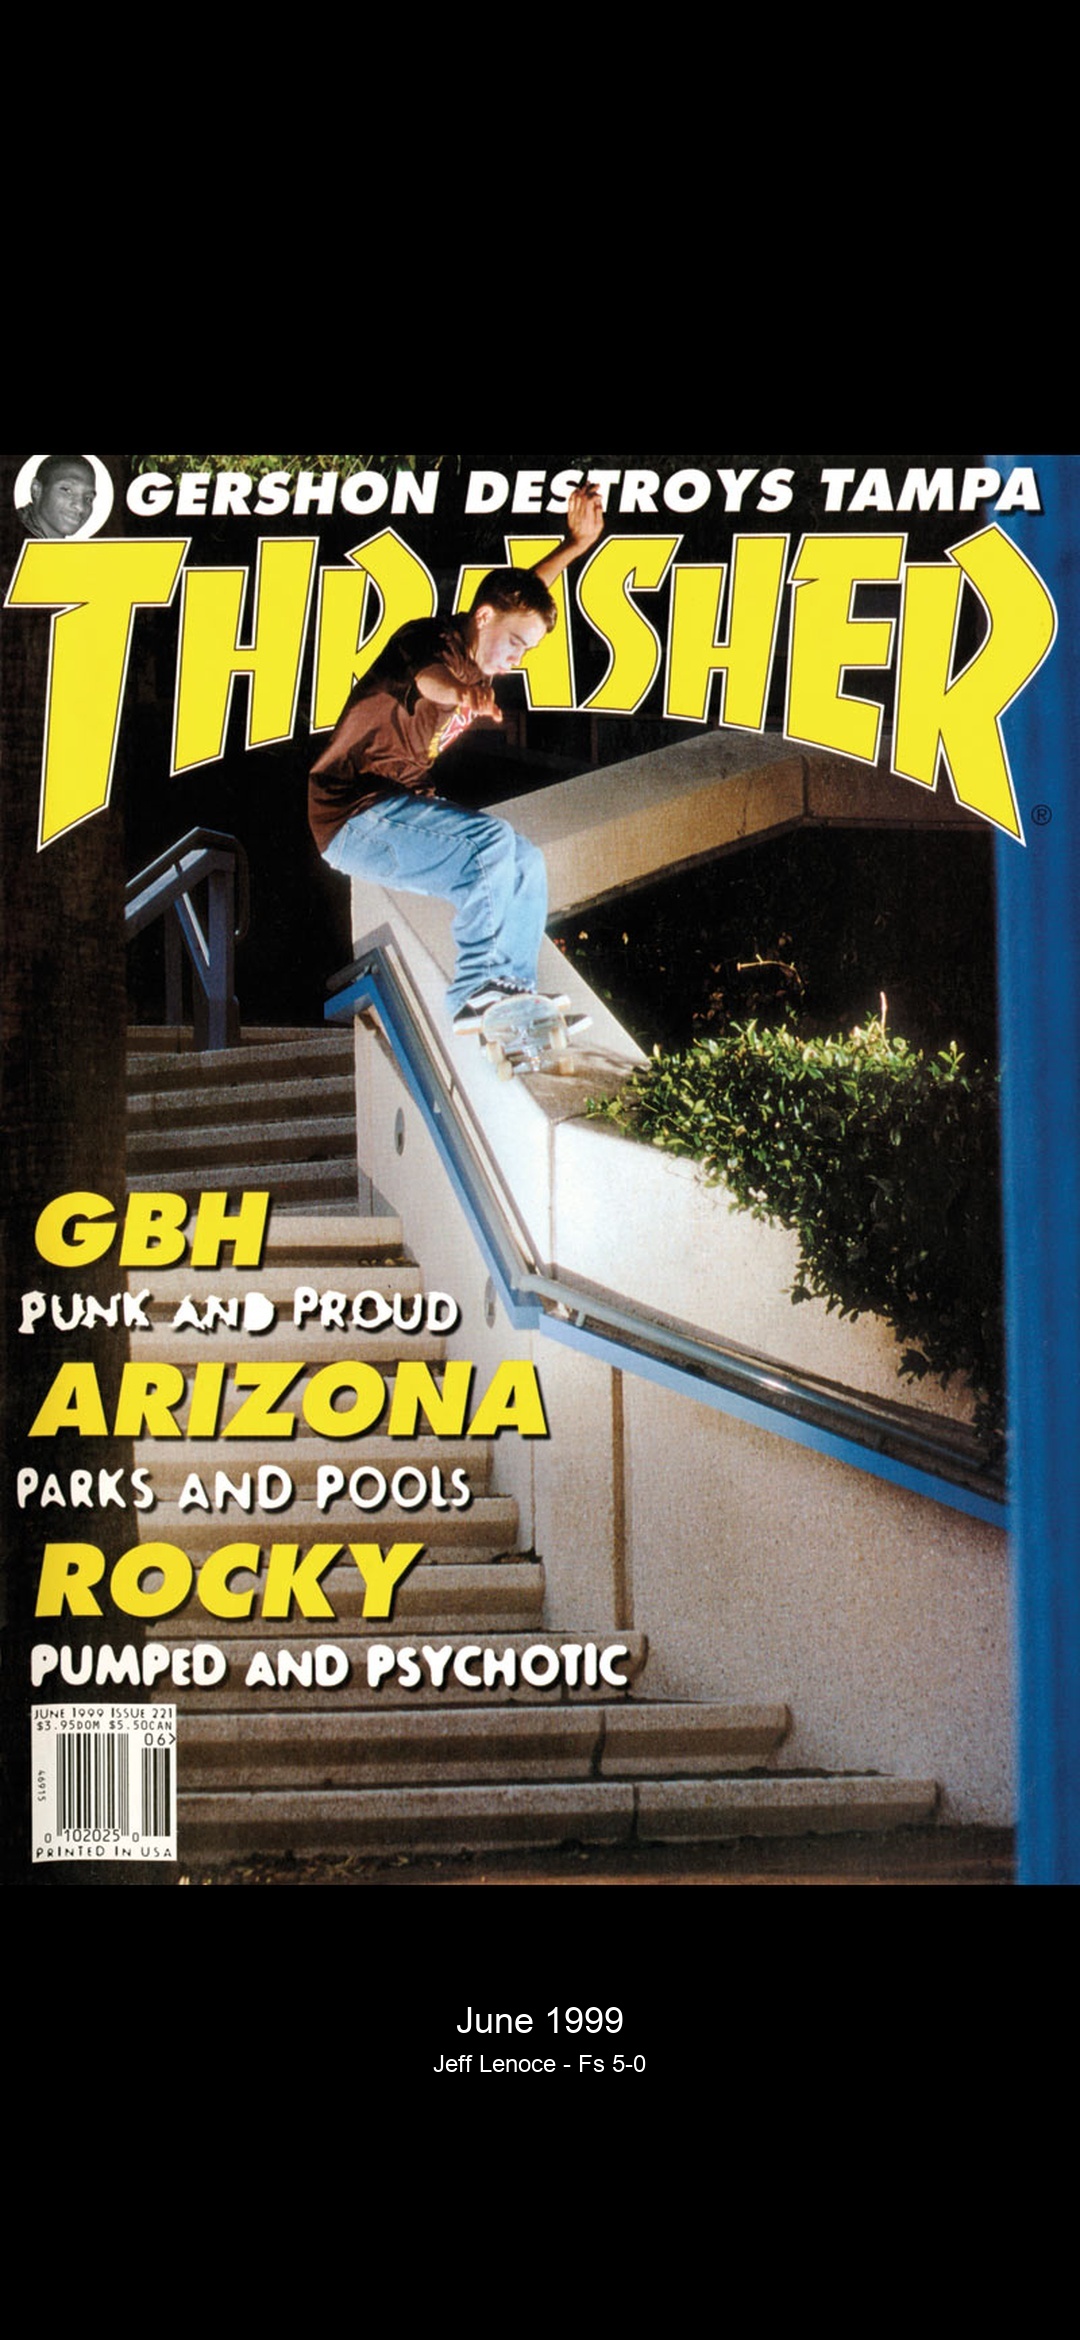 GERSHON DESTROYS TAMPA
THRASHER
®
GBH
PUNK AND PROUD
ARIZONA
PARKS AND POOLS
ROCKY
PUMPED AND PSYCHOTIC
JUNE 1999 ISSUE 221
$3.95DOM $5.50CAN
06>
46915
0 102025 0
PRINTED IN USA
June 1999
Jeff Lenoce - Fs 5-0